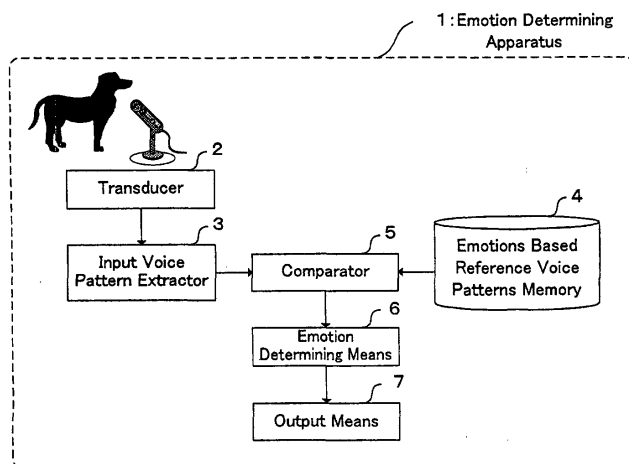 1:Emotion Determining
Apparatus
2
Transducer
3
Input Voice
Pattern Extractor
5
Comparator
4
Emotions Based
Reference Voice
Patterns Memory
6
Emotion
Determining Means
7
Output Means